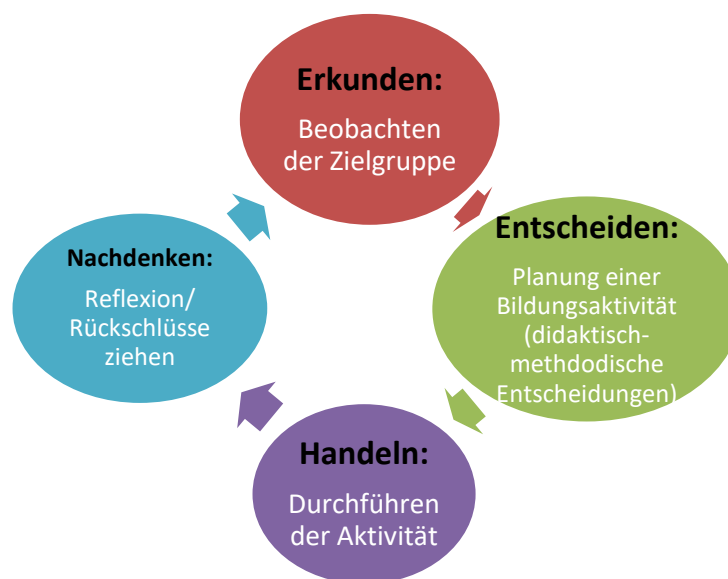 Erkunden:
Beobachten
der Zielgruppe
Entscheiden:
Planung einer
Bildungsaktivität
(didaktisch-
methdodische
Entscheidungen)
Handeln:
Durchführen
der Aktivität
Nachdenken:
Reflexion/
Rückschlüsse
ziehen